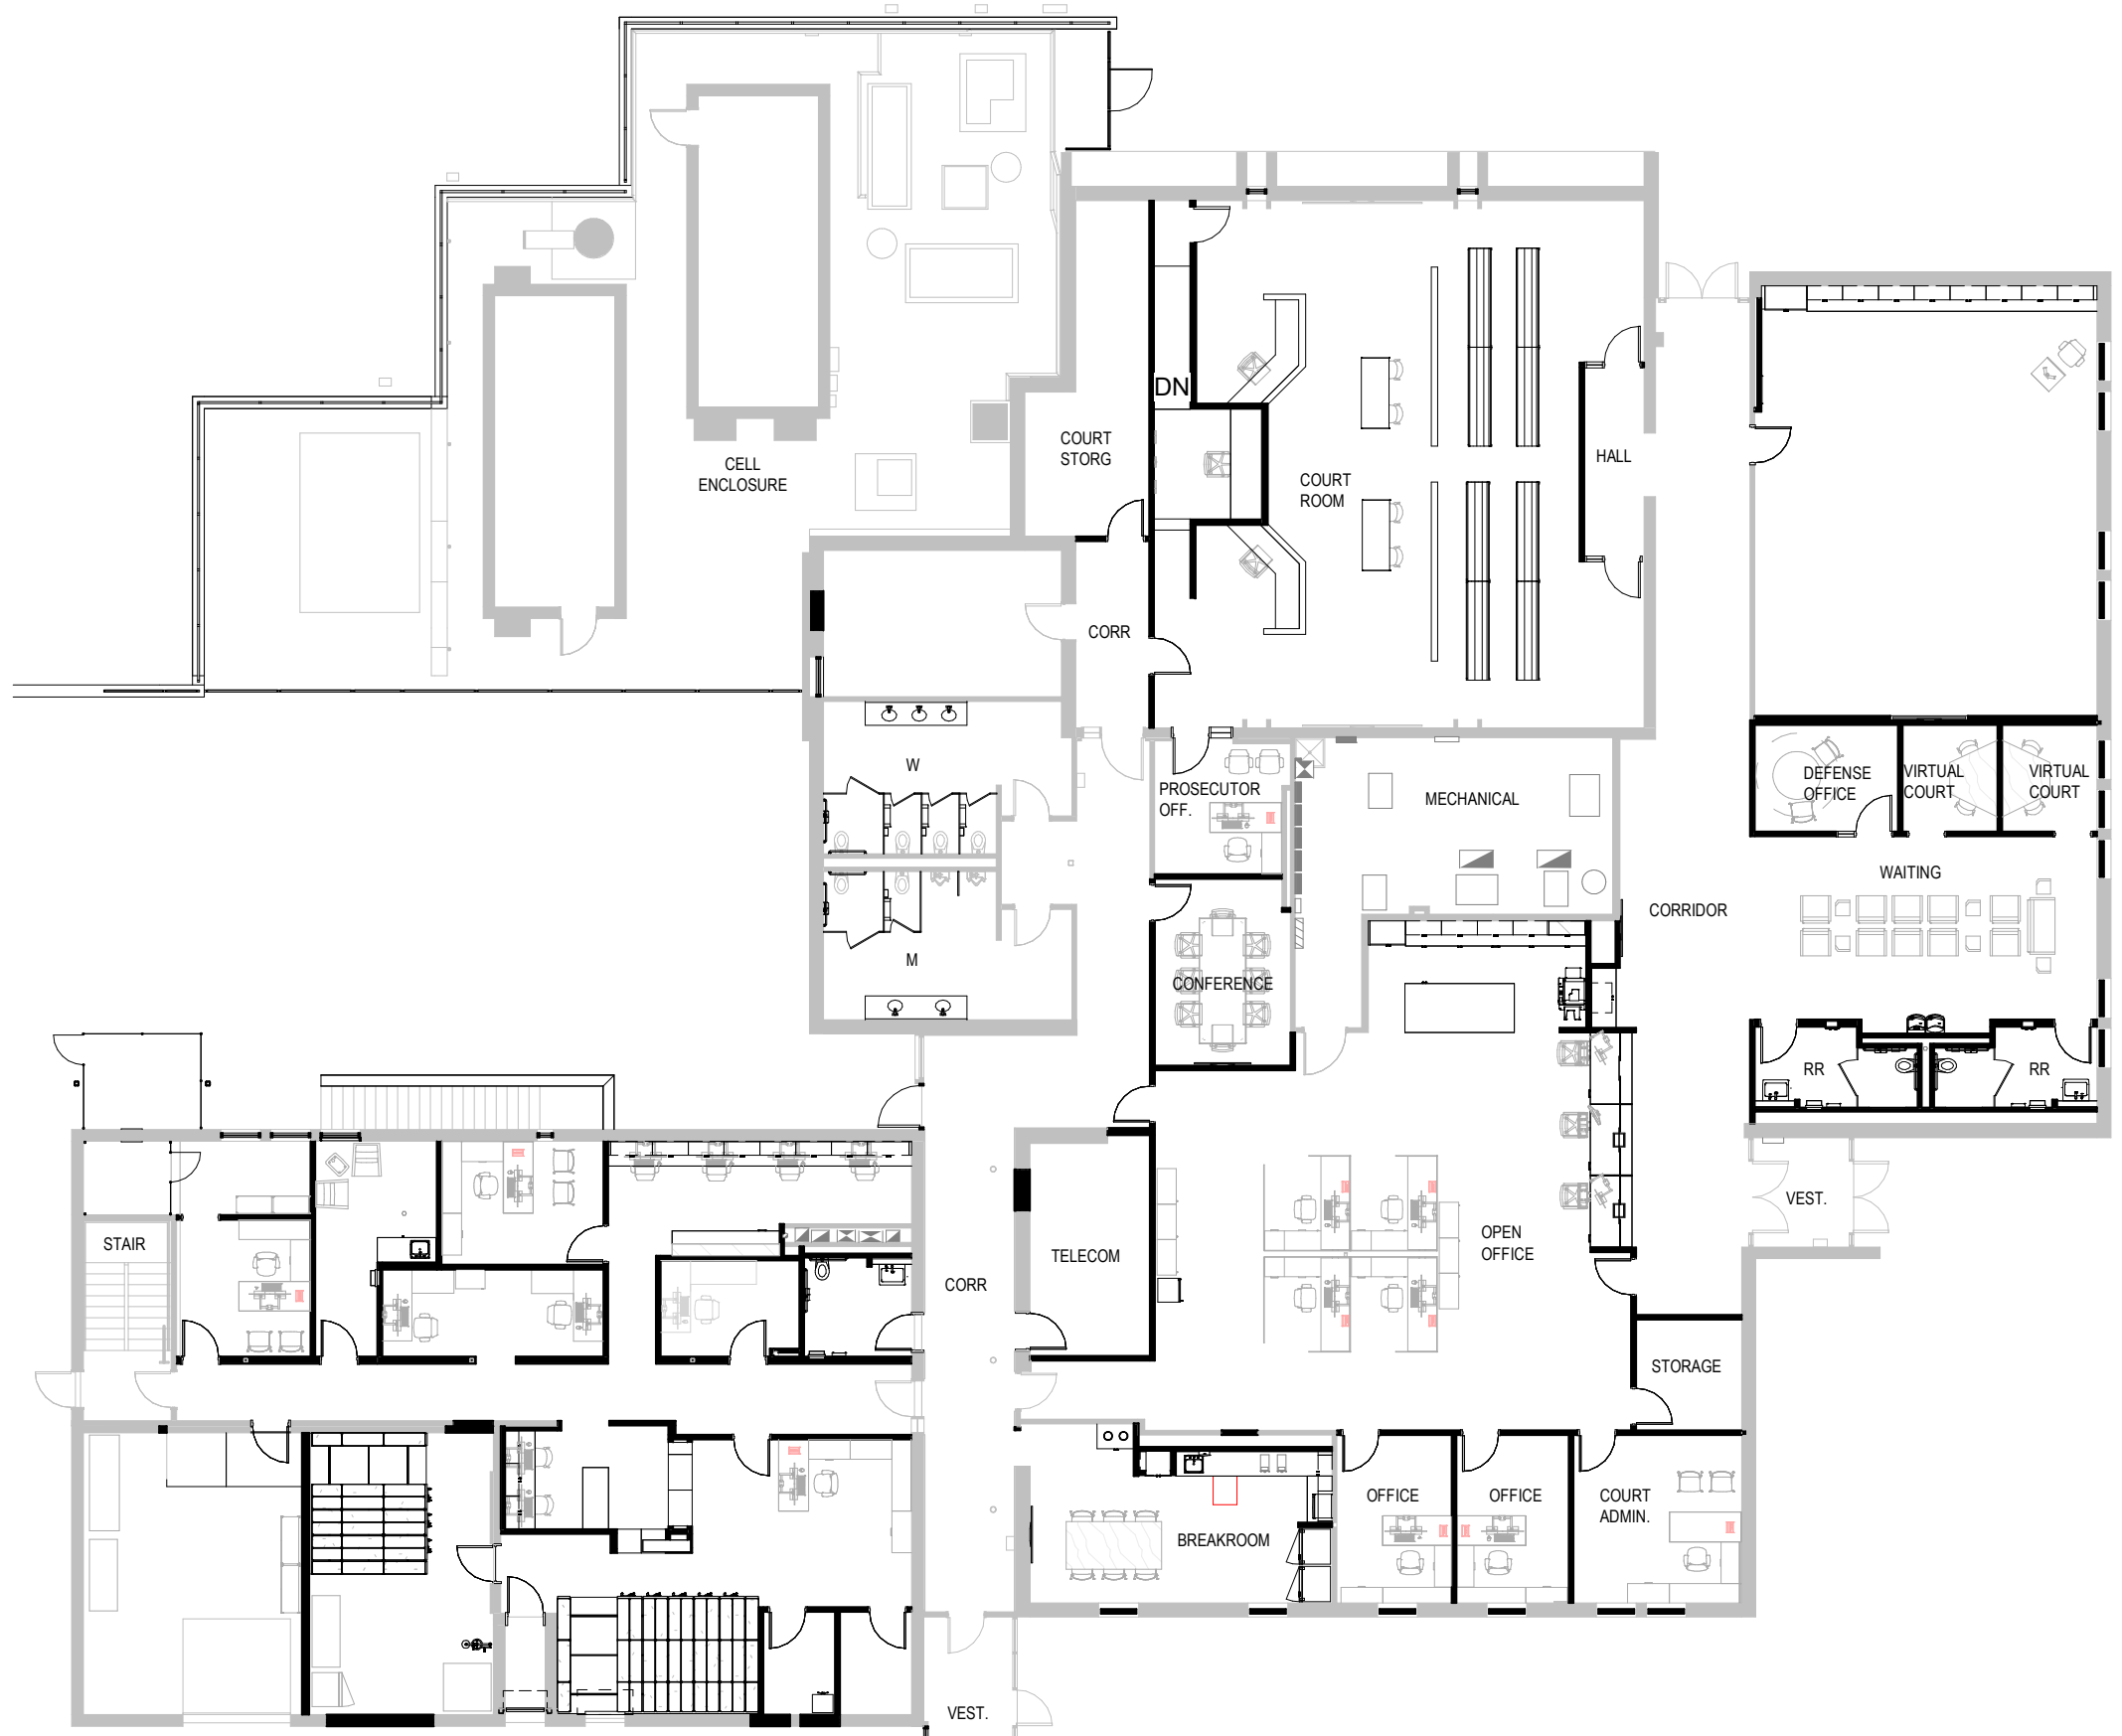 DN
COURT
STORG
CELL
ENCLOSURE
HALL
COURT
ROOM
CORR
W
PROSECUTOR
OFF.
MECHANICAL
DEFENSE
OFFICE
VIRTUAL
COURT
VIRTUAL
COURT
WAITING
CORRIDOR
M
CONFERENCE
RR
RR
VEST.
OPEN
OFFICE
STAIR
TELECOM
CORR
STORAGE
OFFICE
OFFICE
COURT
ADMIN.
BREAKROOM
VEST.